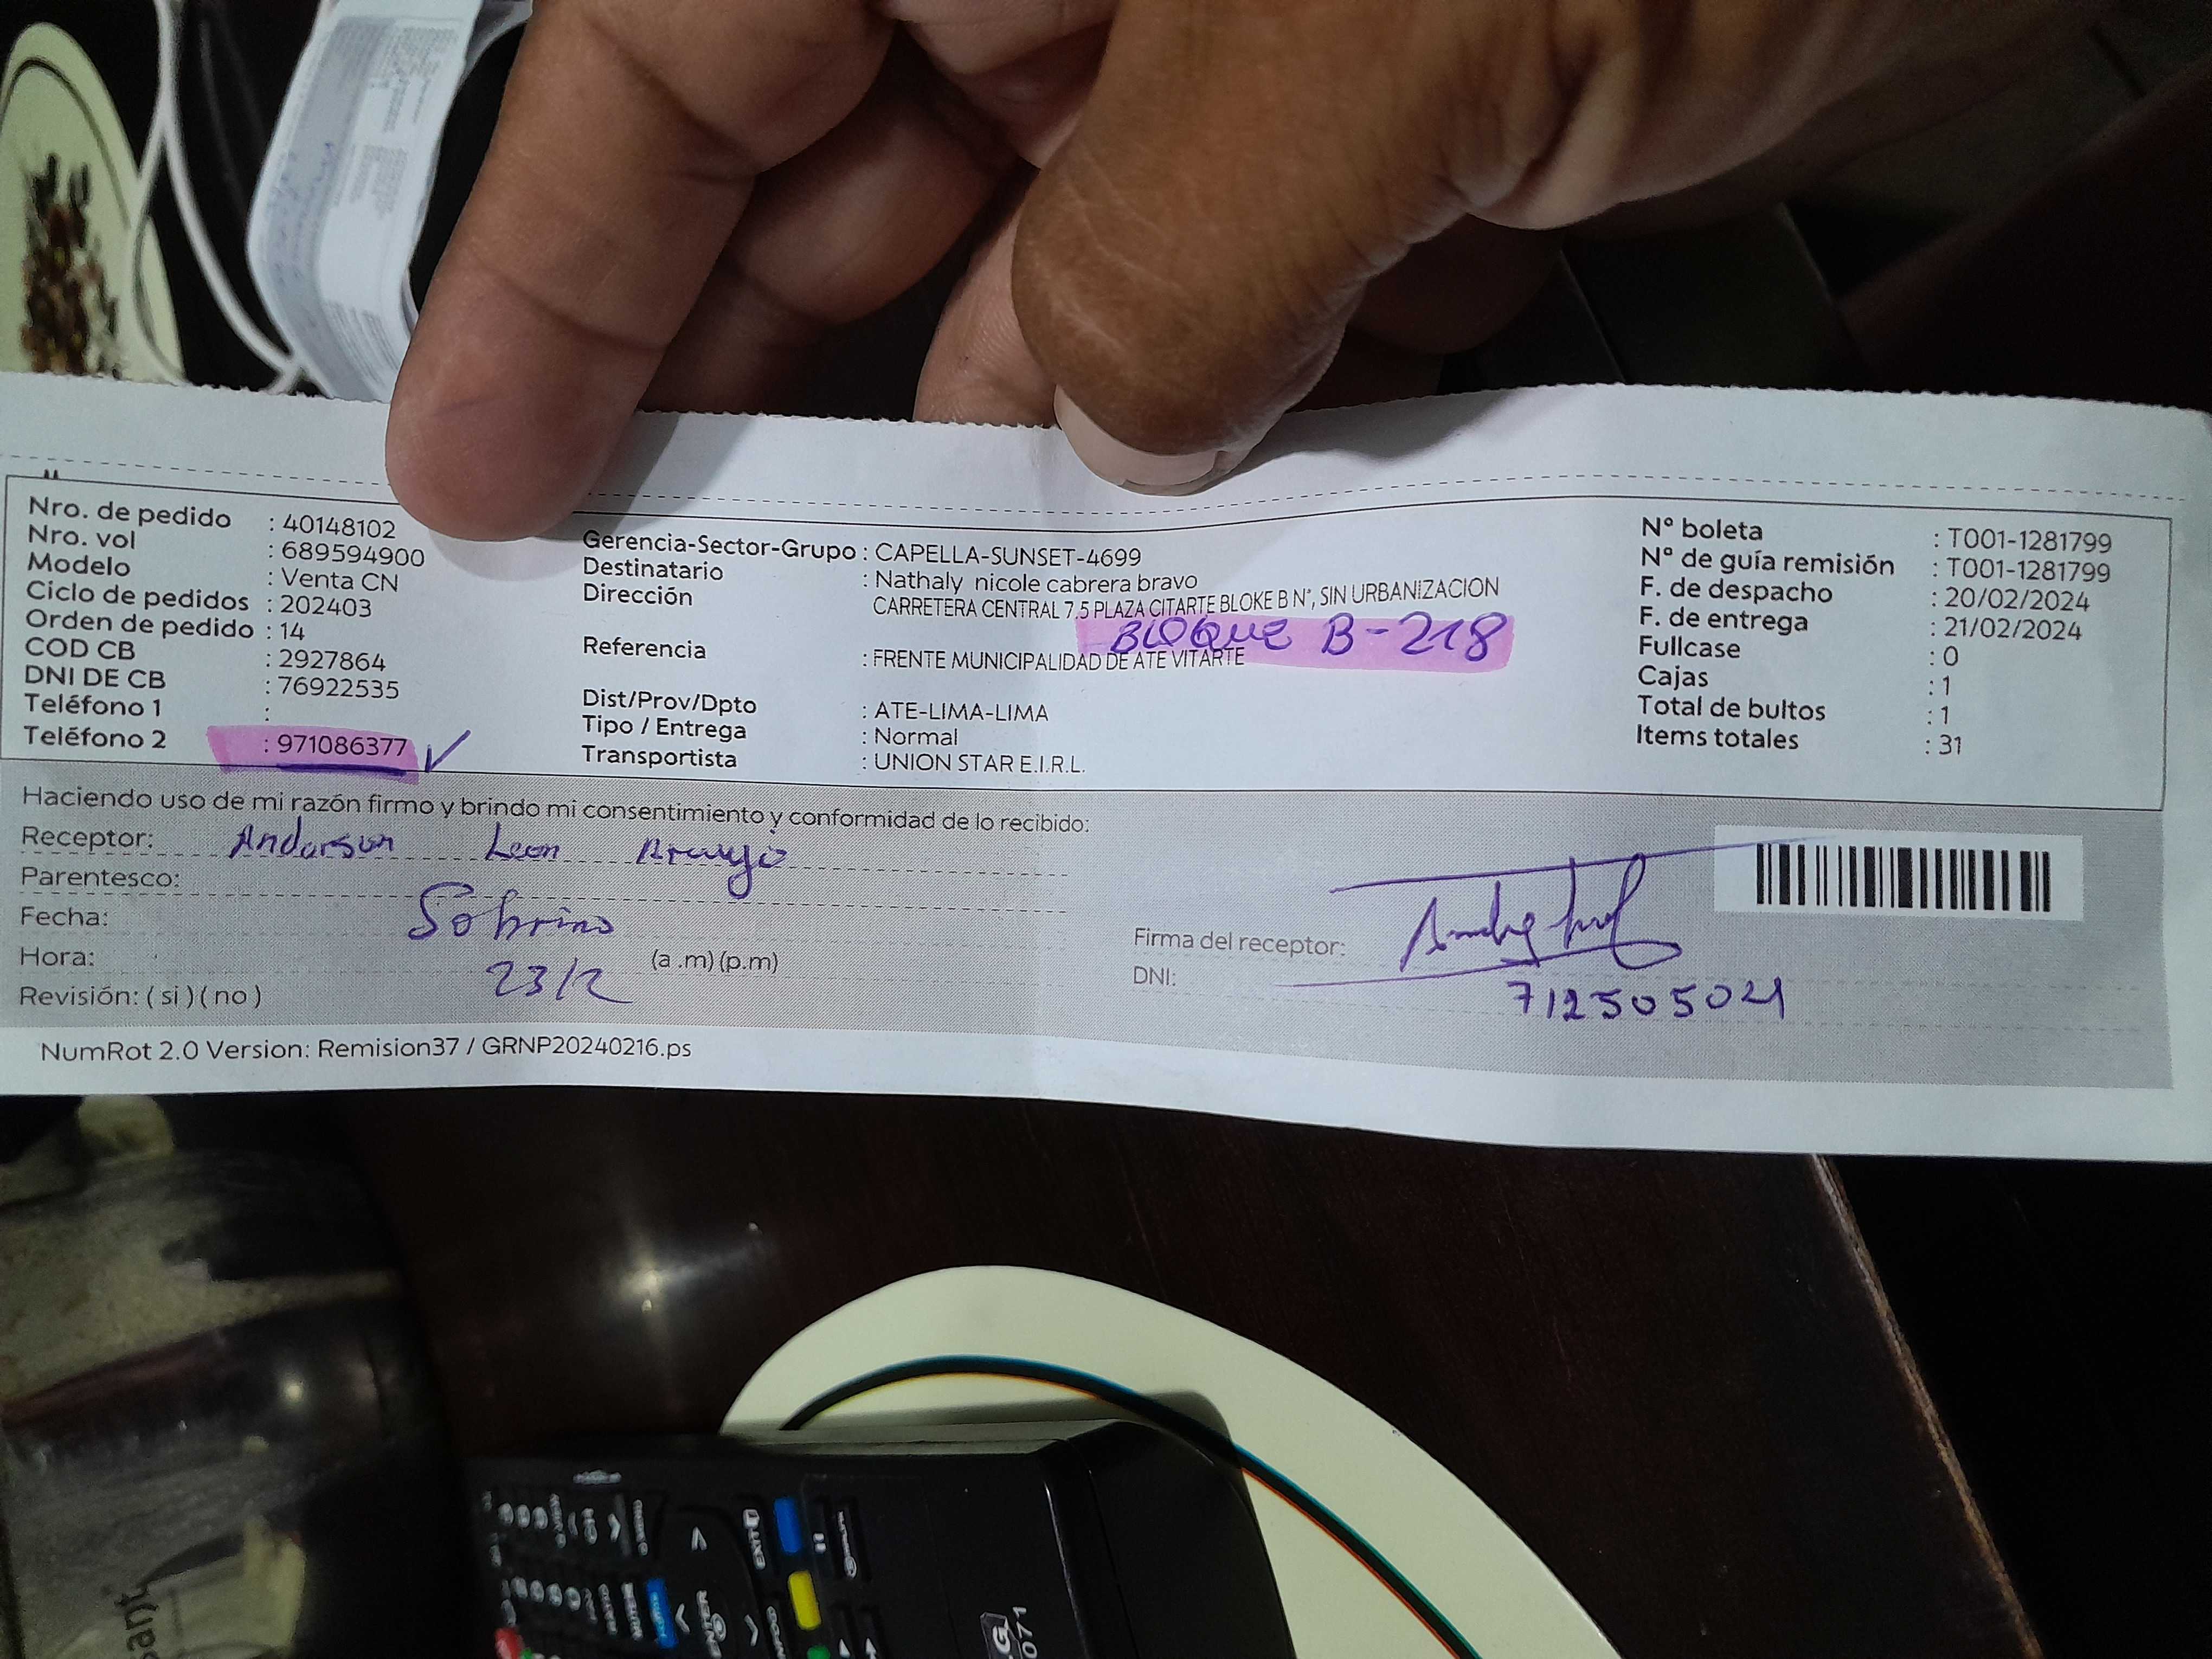 Nro. de pedido : 40148102
Nro. vol : 689594900
Modelo : Venta CN
Ciclo de pedidos : 202403
Orden de pedido : 14
COD CB : 2927864
DNI DE CB : 76922535
Teléfono 1 :
Teléfono 2 : 971086377 ✓
Gerencia-Sector-Grupo : CAPELLA-SUNSET-4699
Destinatario : Nathaly nicole cabrera bravo
Dirección CARRETERA CENTRAL 7,5 PLAZA CITARTE BLOKE B N°, SIN URBANIZACION
BLOQUE B-218
Referencia : FRENTE MUNICIPALIDAD DE ATE VITARTE
Dist/Prov/Dpto : ATE-LIMA-LIMA
Tipo / Entrega : Normal
Transportista : UNION STAR E.I.R.L.
N° boleta : T001-1281799
N° de guía remisión : T001-1281799
F. de despacho : 20/02/2024
F. de entrega : 21/02/2024
Fullcase : 0
Cajas : 1
Total de bultos : 1
Items totales : 31
Haciendo uso de mi razón firmo y brindo mi consentimiento y conformidad de lo recibido:
Receptor: Andarson Leon Araujo
Parentesco:
Fecha: Sobrino
Hora: 23/2 (a .m) (p.m)
Revisión: ( si ) ( no )
Firma del receptor:
DNI: 712505021
NumRot 2.0 Version: Remision37 / GRNP20240216.ps
EXIT
ENTER
071